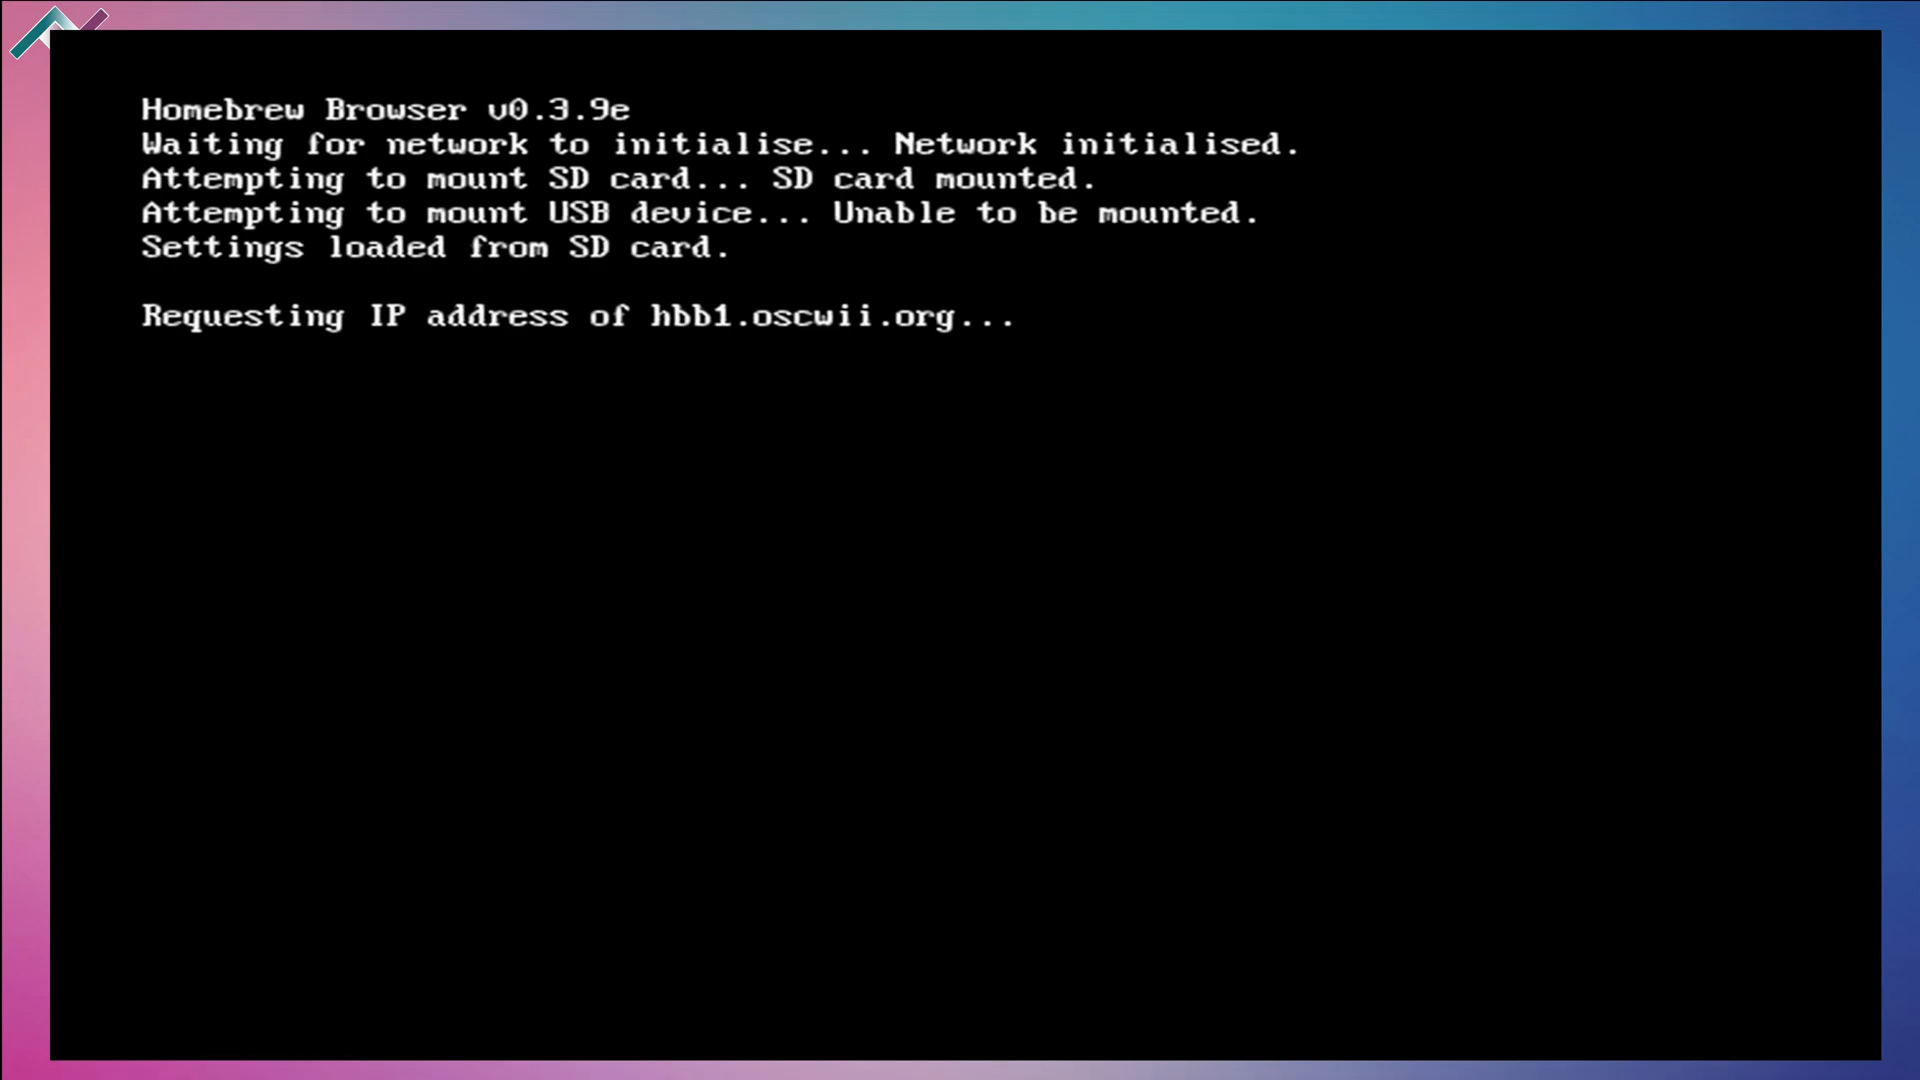 Homebrew Browser v0.3.9e
Waiting for network to initialise... Network initialised.
Attempting to mount SD card... SD card mounted.
Attempting to mount USB device... Unable to be mounted.
Settings loaded from SD card.
Requesting IP address of hbb1.oscwii.org...